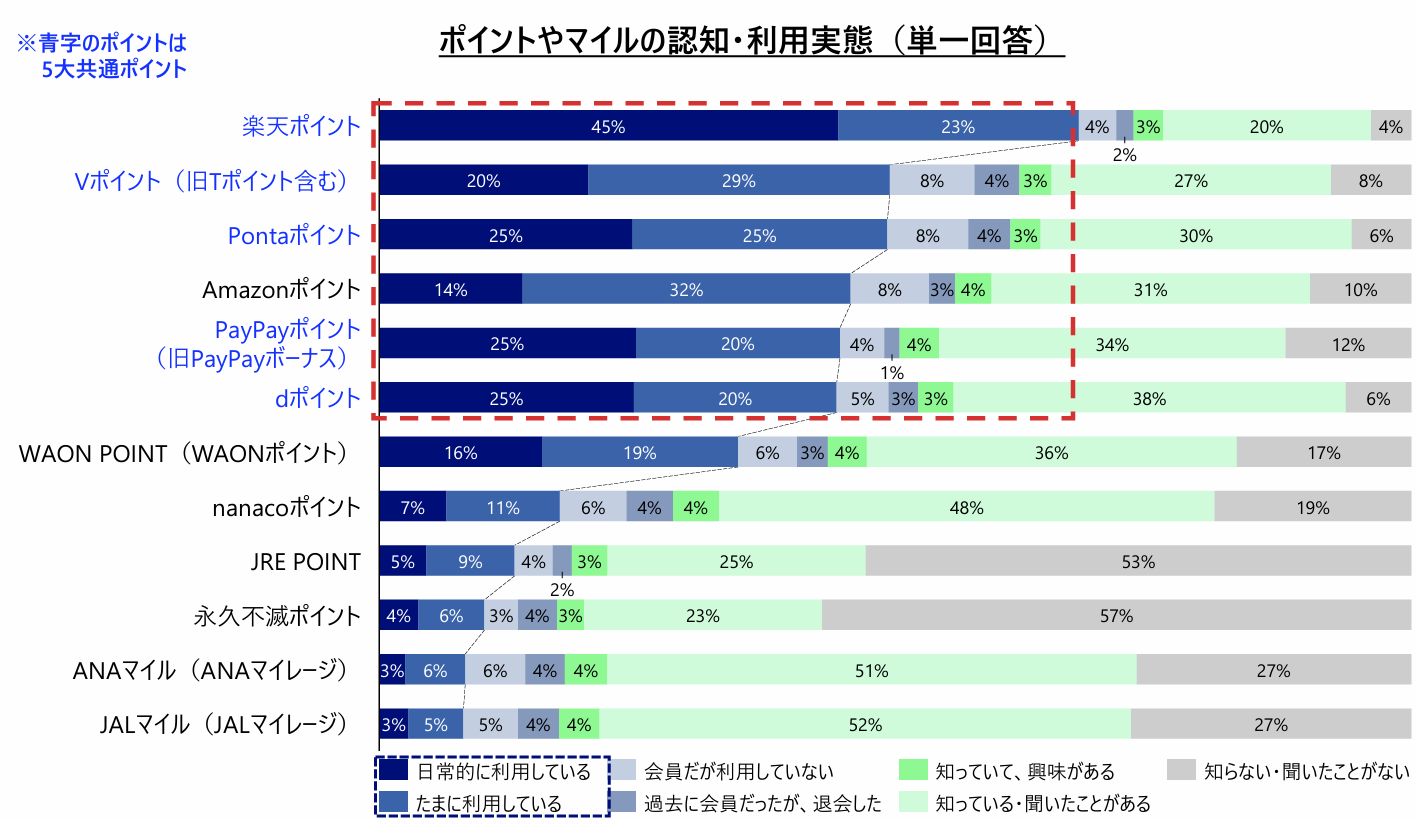 ポイントやマイルの認知・利用実態（単一回答）
※青字のポイントは
5大共通ポイント
楽天ポイント 45% 23% 4% 2% 3% 20% 4%
Vポイント（旧Tポイント含む） 20% 29% 8% 4% 3% 27% 8%
Pontaポイント 25% 25% 8% 4% 3% 30% 6%
Amazonポイント 14% 32% 8% 3% 4% 31% 10%
PayPayポイント
（旧PayPayボーナス） 25% 20% 4% 1% 4% 34% 12%
dポイント 25% 20% 5% 3% 3% 38% 6%
WAON POINT（WAONポイント） 16% 19% 6% 3% 4% 36% 17%
nanacoポイント 7% 11% 6% 4% 4% 48% 19%
JRE POINT 5% 9% 4% 2% 3% 25% 53%
永久不滅ポイント 4% 6% 3% 4% 3% 23% 57%
ANAマイル（ANAマイレージ） 3% 6% 6% 4% 4% 51% 27%
JALマイル（JALマイレージ） 3% 5% 5% 4% 4% 52% 27%
日常的に利用している 会員だが利用していない 知っていて、興味がある 知らない・聞いたことがない
たまに利用している 過去に会員だったが、退会した 知っている・聞いたことがある